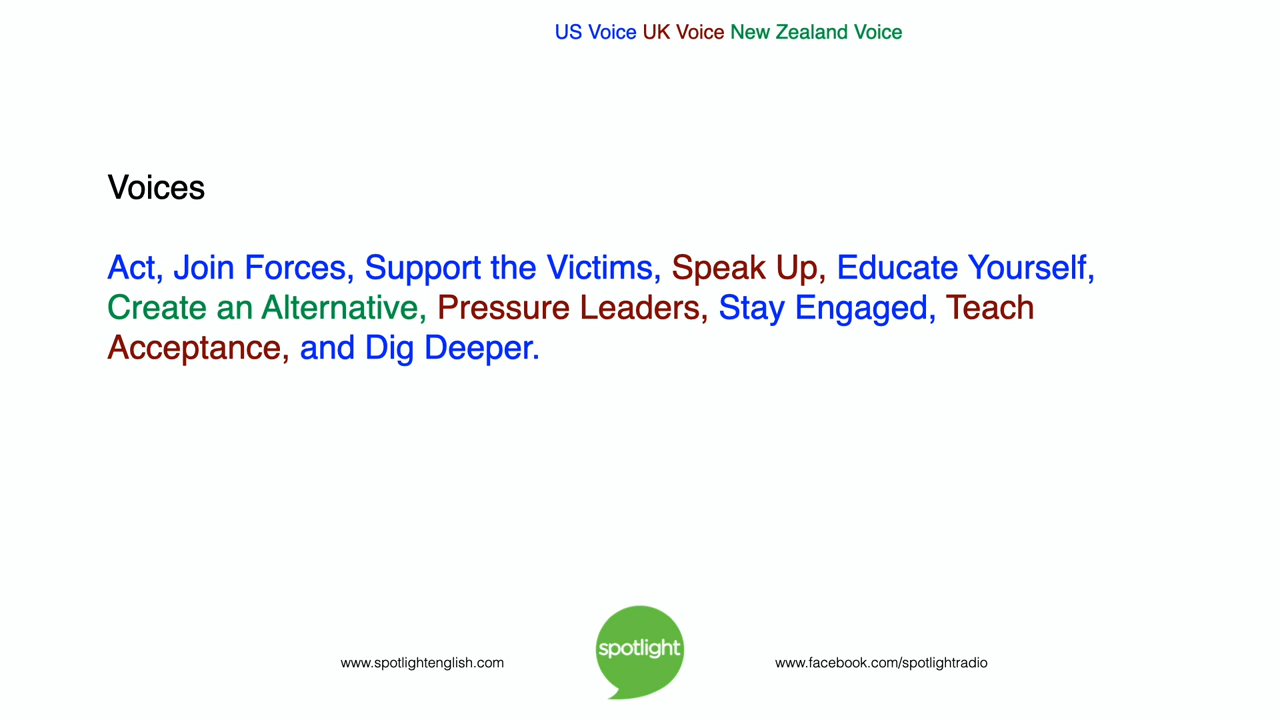 US Voice UK Voice New Zealand Voice
Voices
Act, Join Forces, Support the Victims, Speak Up, Educate Yourself,
Create an Alternative, Pressure Leaders, Stay Engaged, Teach
Acceptance, and Dig Deeper.
www.spotlightenglish.com
spotlight
www.facebook.com/spotlightradio